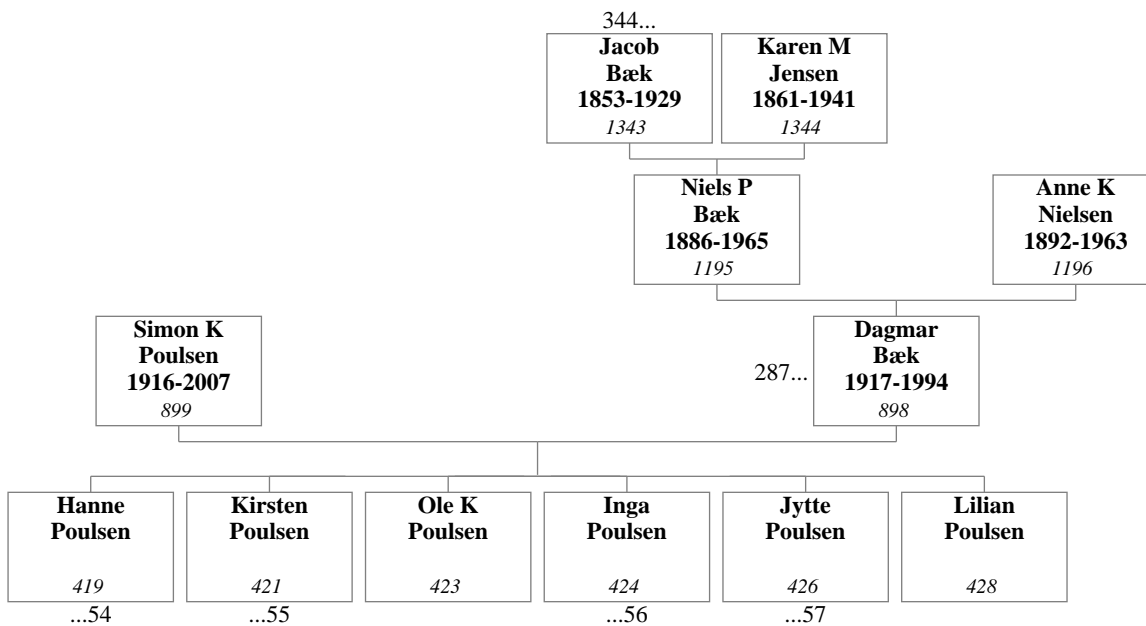 344...
Jacob
Bæk
1853-1929
1343
Karen M
Jensen
1861-1941
1344
Niels P
Bæk
1886-1965
1195
Anne K
Nielsen
1892-1963
1196
Simon K
Poulsen
1916-2007
899
287...
Dagmar
Bæk
1917-1994
898
Hanne
Poulsen
419
...54
Kirsten
Poulsen
421
...55
Ole K
Poulsen
423
Inga
Poulsen
424
...56
Jytte
Poulsen
426
...57
Lilian
Poulsen
428